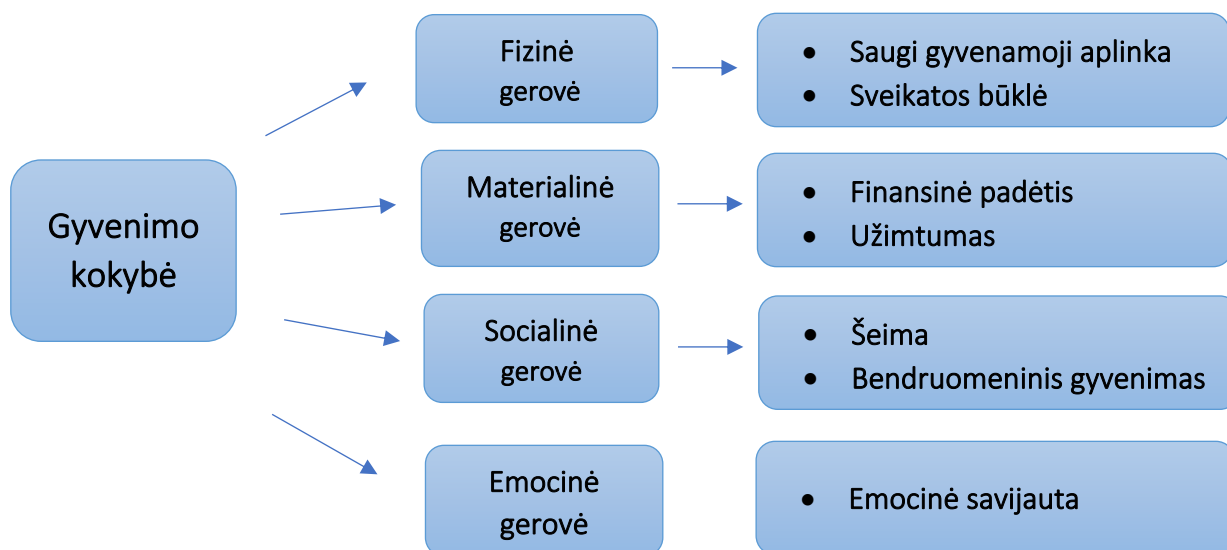 Gyvenimo
kokybė
Fizinė
gerovė
• Saugi gyvenamoji aplinka
• Sveikatos būklė
Materialinė
gerovė
• Finansinė padėtis
• Užimtumas
Socialinė
gerovė
• Šeima
• Bendruomeninis gyvenimas
Emocinė
gerovė
• Emocinė savijauta